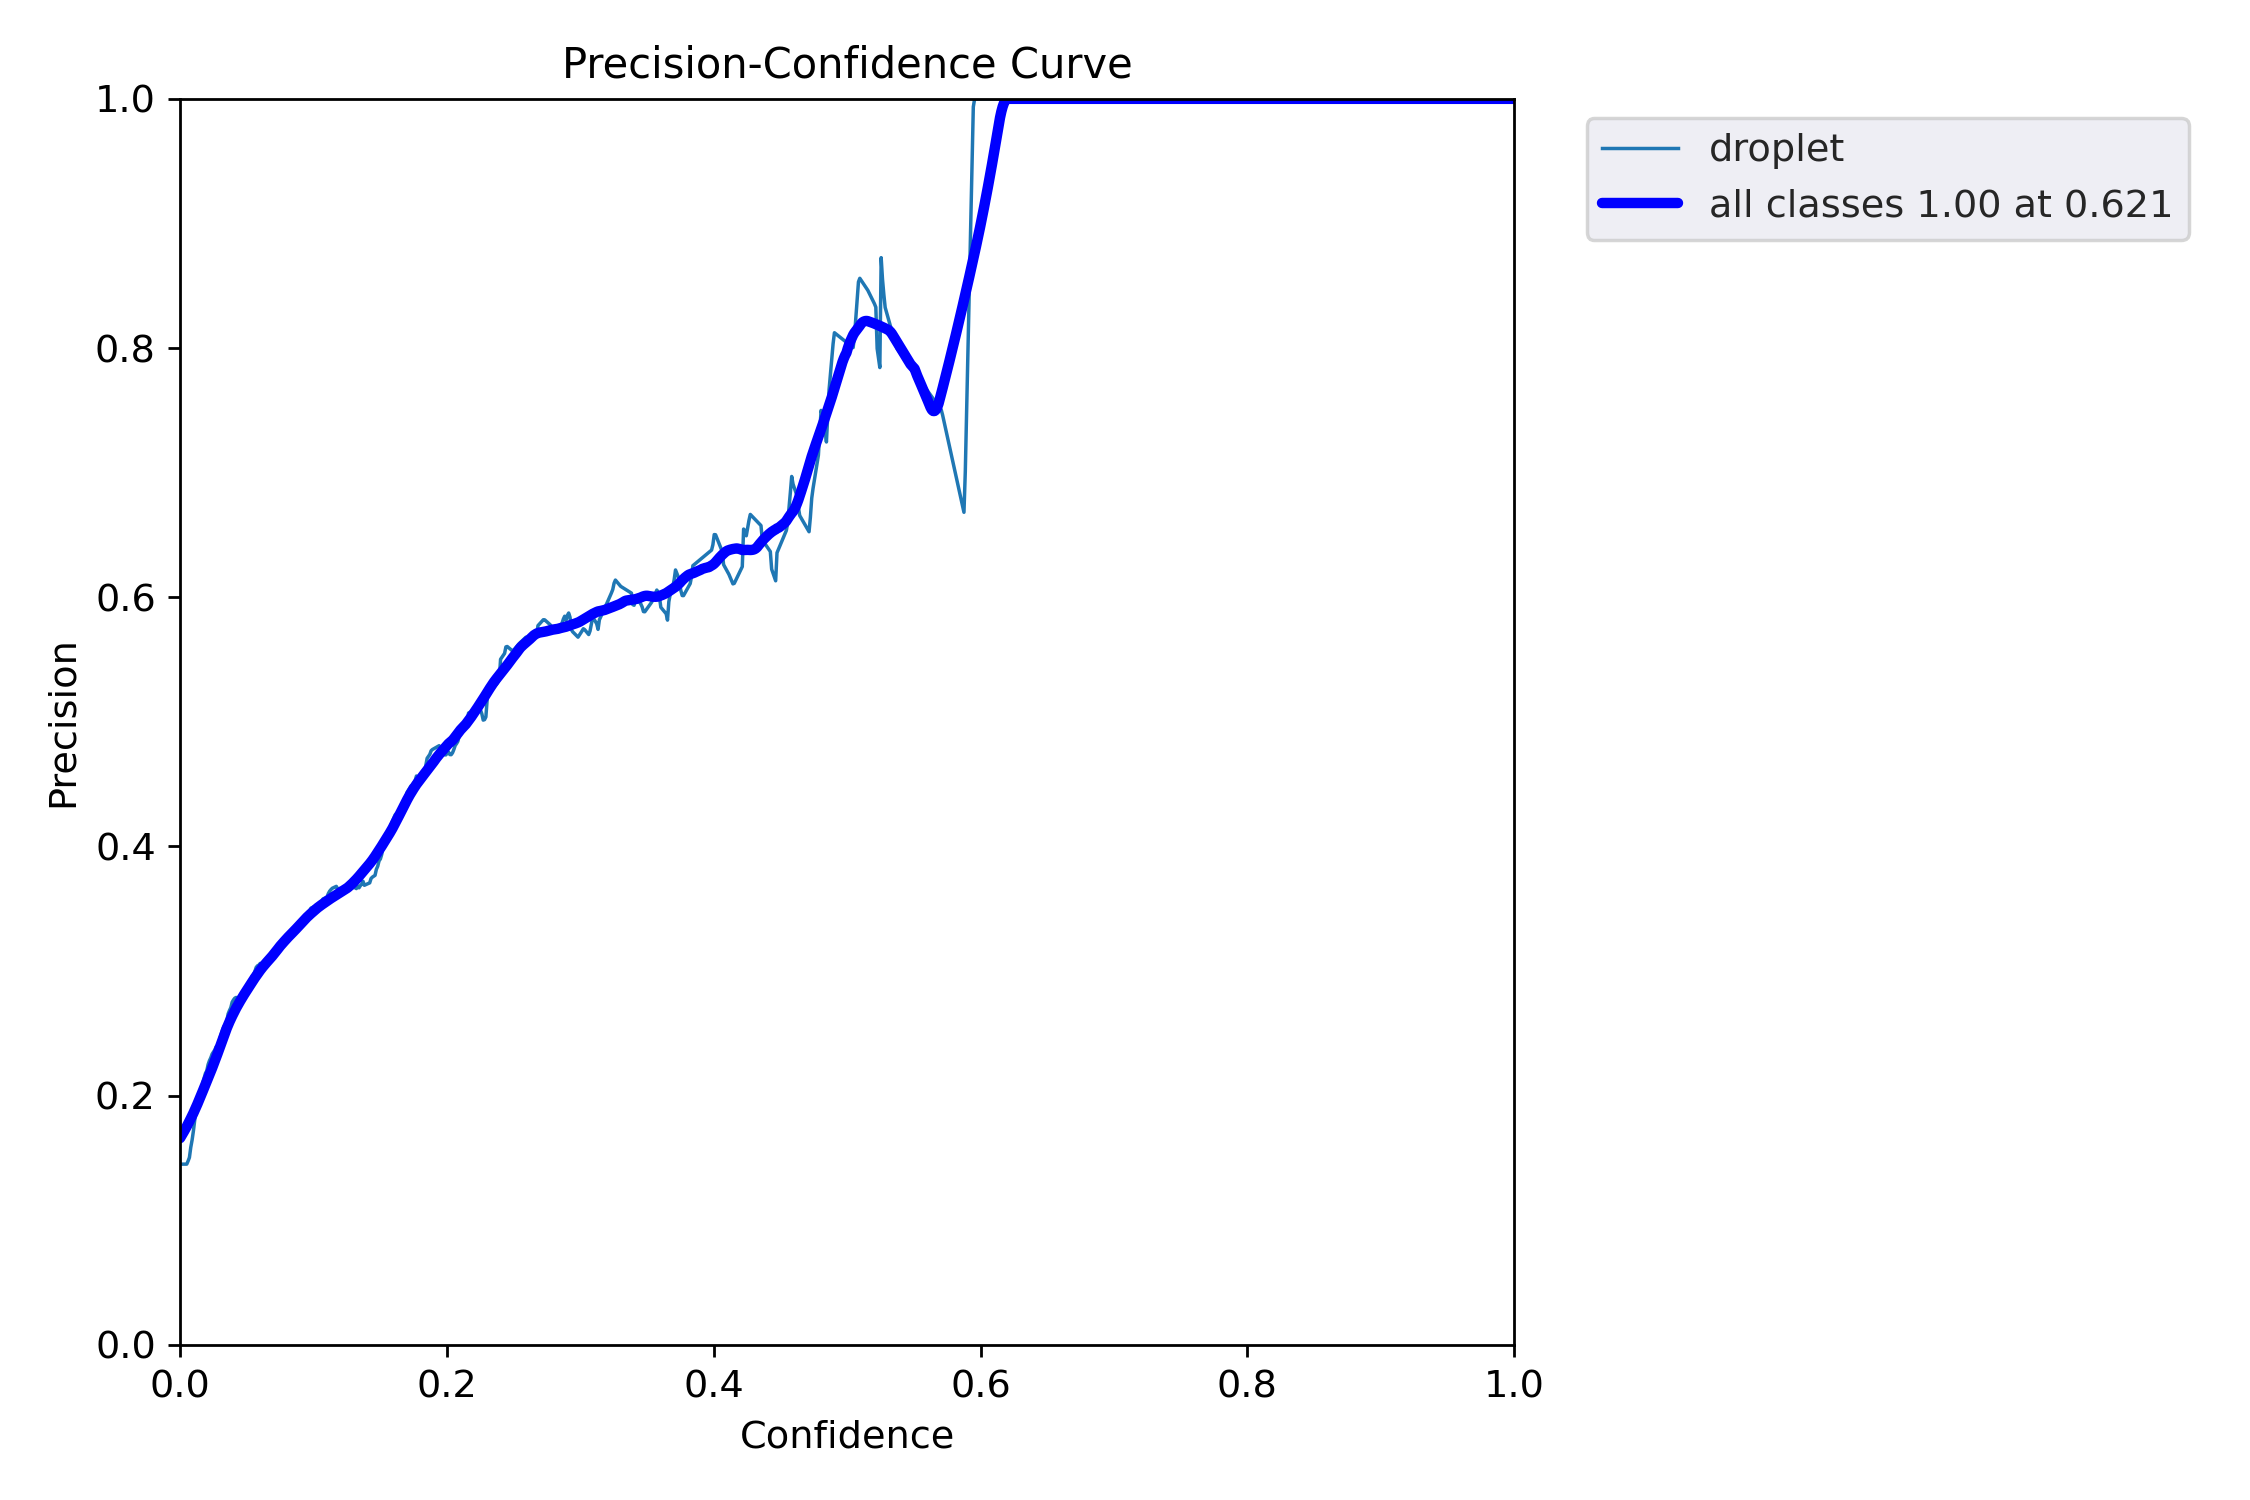 Precision-Confidence Curve
1.0
0.8
0.6
0.4
0.2
0.0
Precision
0.0 0.2 0.4 0.6 0.8 1.0
Confidence
droplet
all classes 1.00 at 0.621